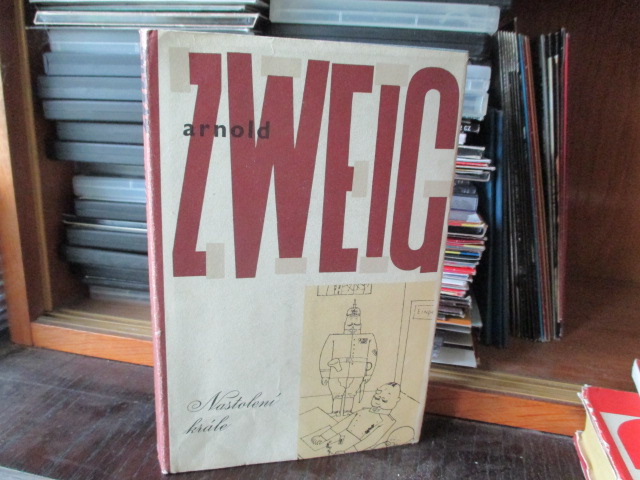 arnold
ZWEIG
Nastolení
krále